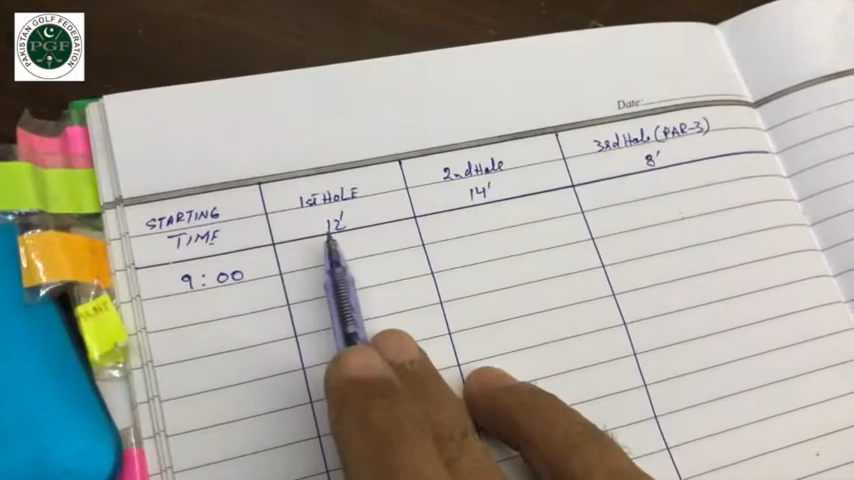 PAKISTAN GOLF FEDERATION
PGF
Date:
STARTING TIME
1st HOLE 12'
2nd Hole 14'
3rd Hole (PAR-3) 8'
9:00